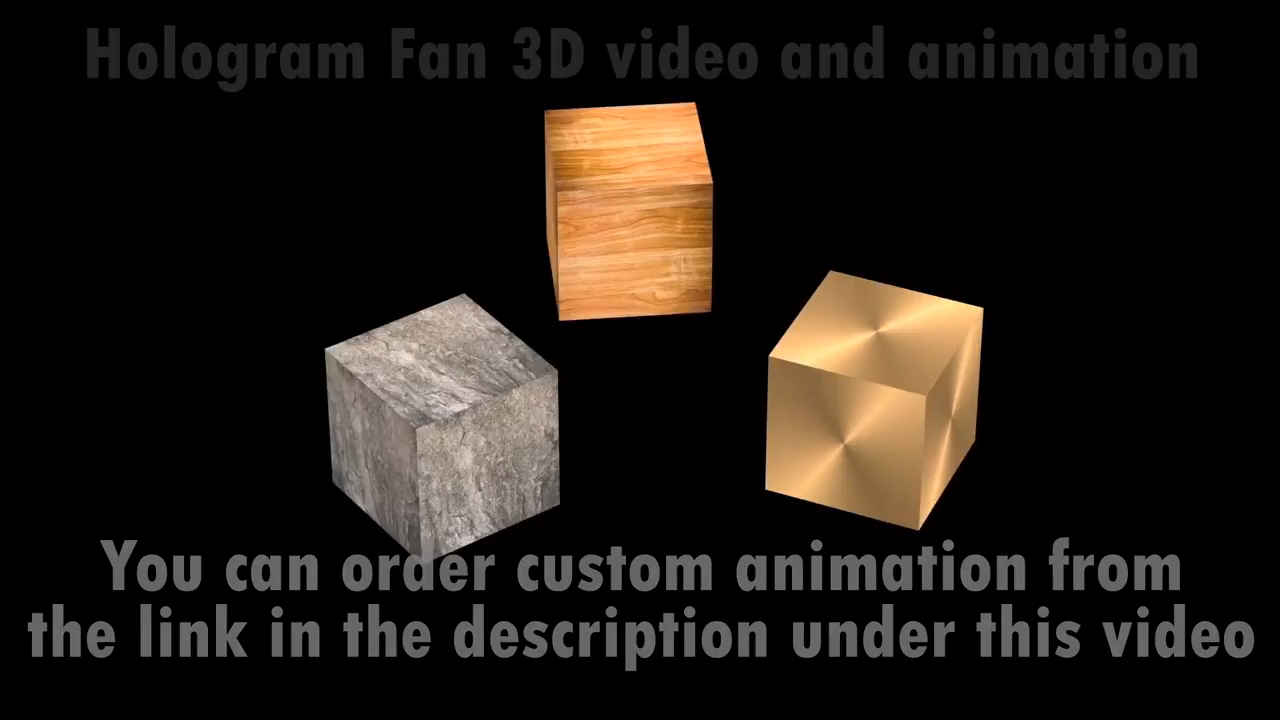 Hologram Fan 3D video and animation
You can order custom animation from
the link in the description under this video